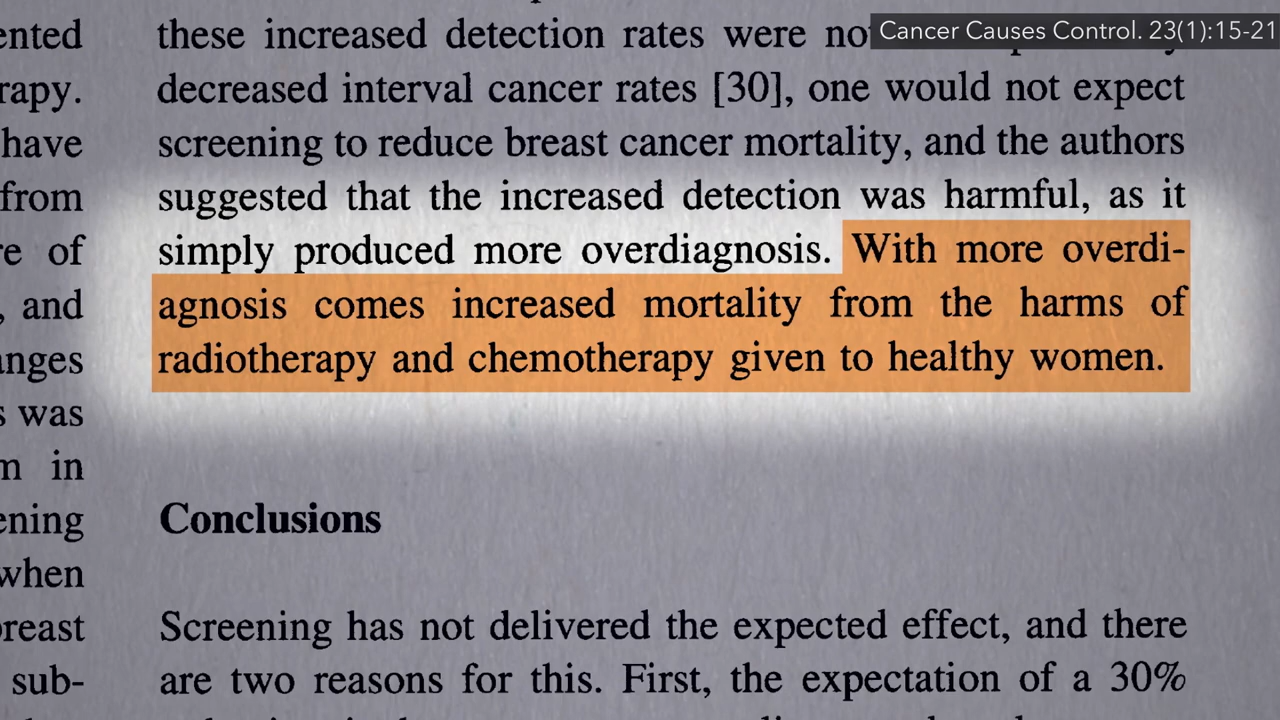 Cancer Causes Control. 23(1):15-21
ented
rapy.
have
from
e of
, and
anges
s was
m in
ening
when
reast
sub-
these increased detection rates were
decreased interval cancer rates [30], one would not expect
screening to reduce breast cancer mortality, and the authors
suggested that the increased detection was harmful, as it
simply produced more overdiagnosis. With more overdi-
agnosis comes increased mortality from the harms of
radiotherapy and chemotherapy given to healthy women.
Conclusions
Screening has not delivered the expected effect, and there
are two reasons for this. First, the expectation of a 30%